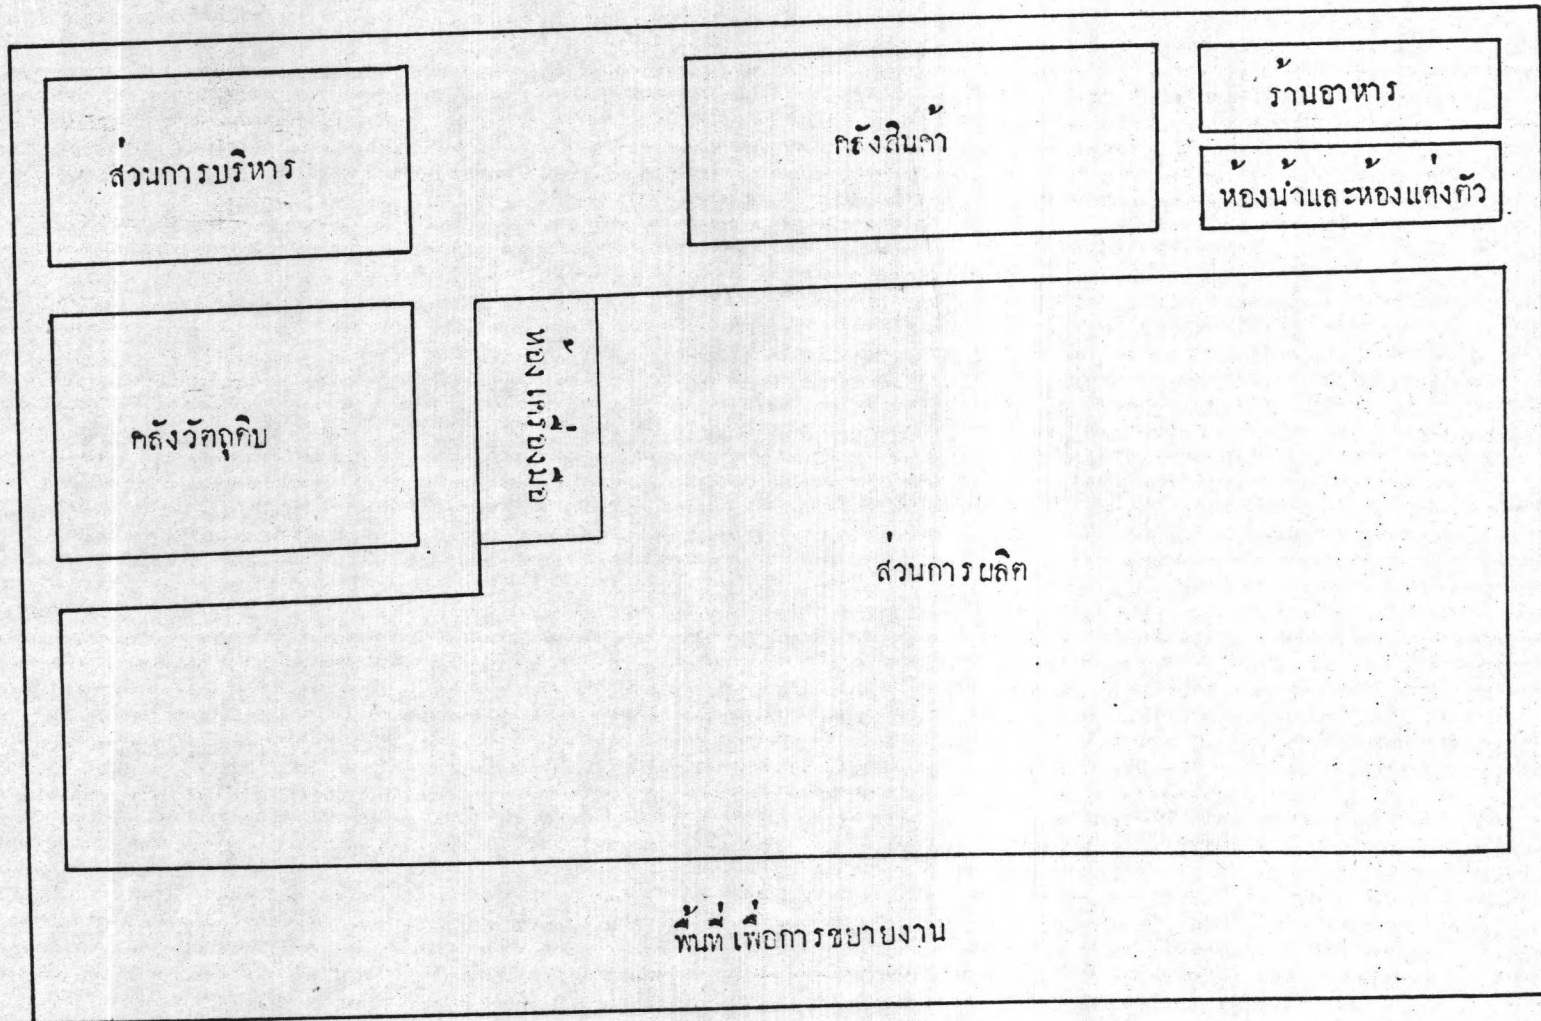 ส่วนการบริหาร
คลังสินค้า
ร้านอาหาร
ห้องน้ำและห้องแต่งตัว
คลังวัตถุดิบ
ห้องเครื่องมือ
ส่วนการผลิต
พื้นที่เพื่อการขยายงาน